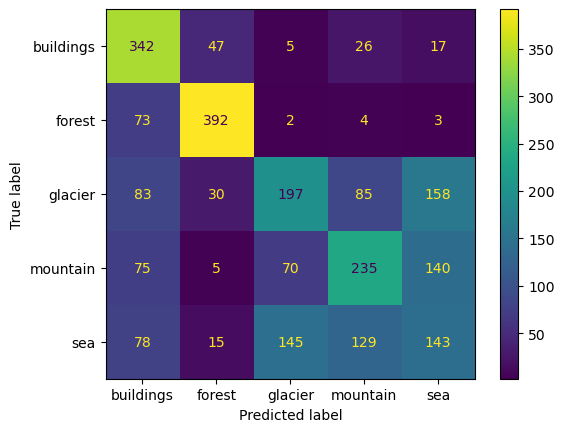 buildings 342 47 5 26 17
forest 73 392 2 4 3
glacier 83 30 197 85 158
mountain 75 5 70 235 140
sea 78 15 145 129 143
buildings forest glacier mountain sea
Predicted label
True label
350
300
250
200
150
100
50